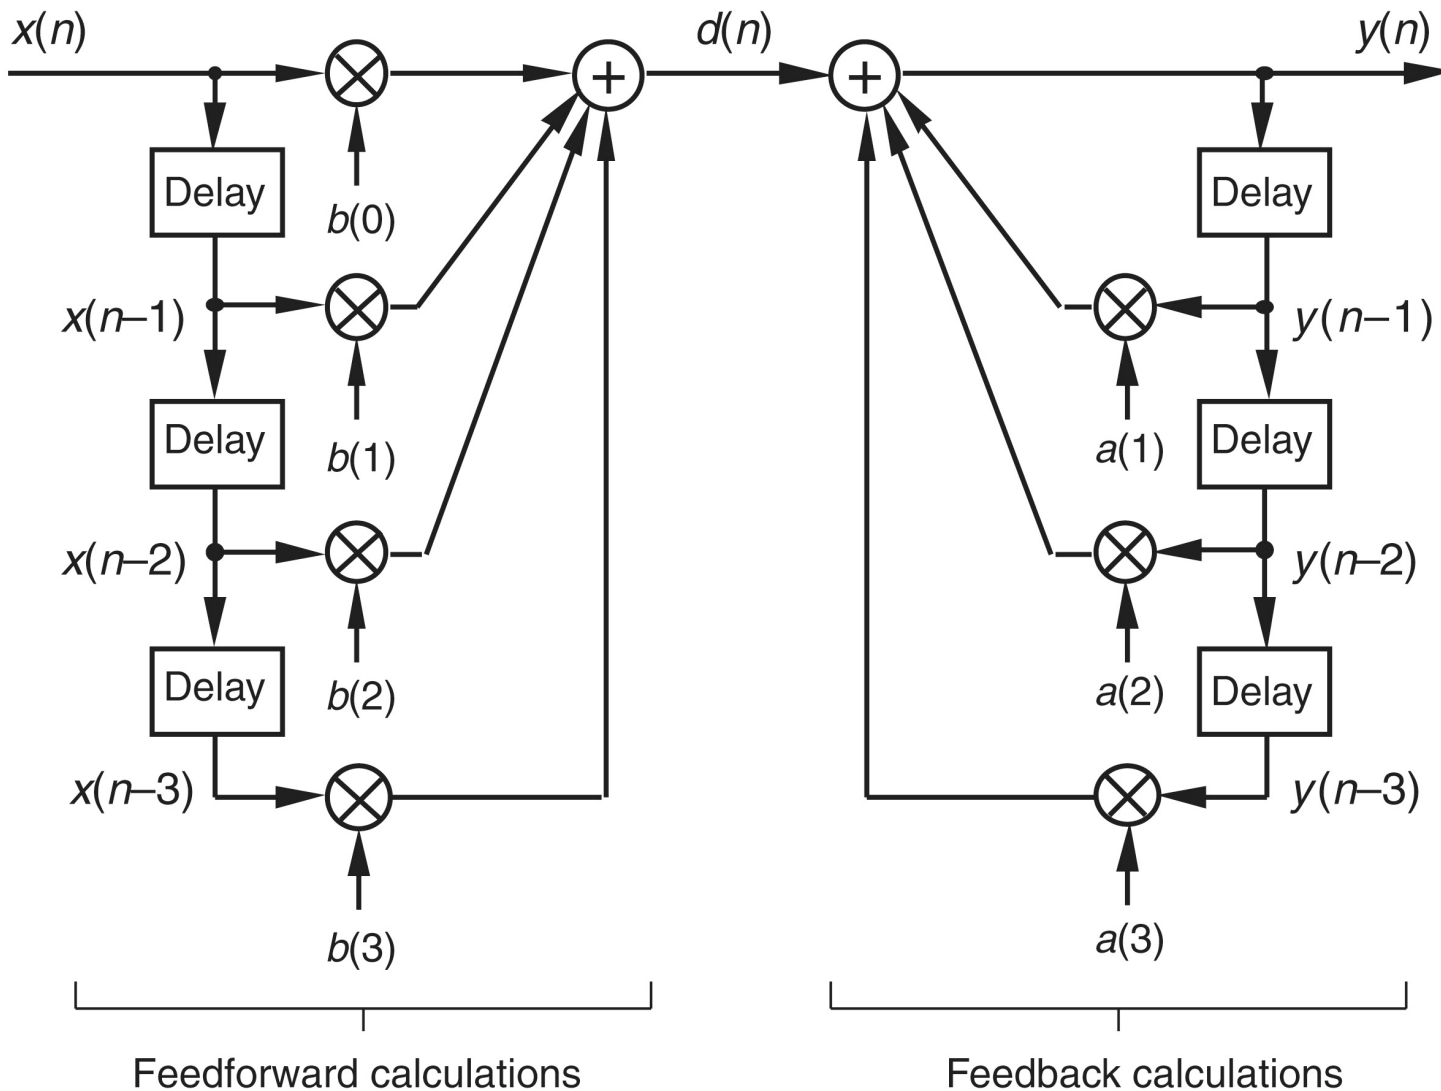 x(n) d(n) y(n)
Delay Delay
b(0)
x(n–1) y(n–1)
Delay b(1) a(1) Delay
x(n–2) y(n–2)
Delay b(2) a(2) Delay
x(n–3) y(n–3)
b(3) a(3)
Feedforward calculations Feedback calculations